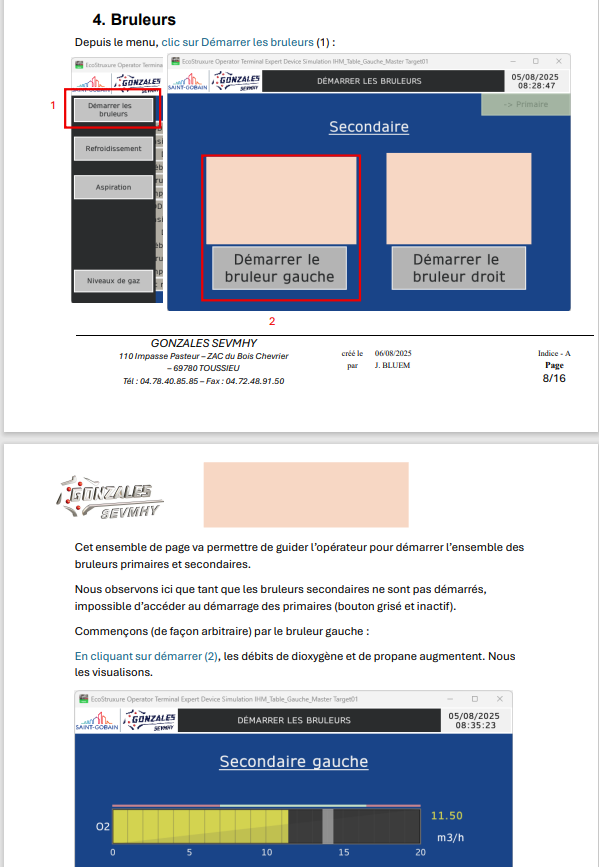 4. Bruleurs
Depuis le menu, clic sur Démarrer les bruleurs (1) :
EcoStruxure Operator Termina
EcoStruxure Operator Terminal Expert Device Simulation IHM_Table_Gauche_Master Target01
SAINT-GOBAIN
GONZALES
SEVMHY
SAINT-GOBAIN
GONZALES
SEVMHY
DÉMARRER LES BRULEURS
05/08/2025
08:28:47
1
Démarrer les
bruleurs
-> Primaire
Secondaire
Refroidissement
Aspiration
Démarrer le
bruleur gauche
Démarrer le
bruleur droit
Niveaux de gaz
2
GONZALES SEVMHY
110 Impasse Pasteur – ZAC du Bois Chevrier
– 69780 TOUSSIEU
Tél : 04.78.40.85.85 – Fax : 04.72.48.91.50
créé le 06/08/2025
par J. BLUEM
Indice - A
Page
8/16
GONZALES
SEVMHY
Cet ensemble de page va permettre de guider l'opérateur pour démarrer l'ensemble des
bruleurs primaires et secondaires.
Nous observons ici que tant que les bruleurs secondaires ne sont pas démarrés,
impossible d'accéder au démarrage des primaires (bouton grisé et inactif).
Commençons (de façon arbitraire) par le bruleur gauche :
En cliquant sur démarrer (2), les débits de dioxygène et de propane augmentent. Nous
les visualisons.
EcoStruxure Operator Terminal Expert Device Simulation IHM_Table_Gauche_Master Target01
SAINT-GOBAIN
GONZALES
SEVMHY
DÉMARRER LES BRULEURS
05/08/2025
08:35:23
Secondaire gauche
O2
11.50
m3/h
0 5 10 15 20